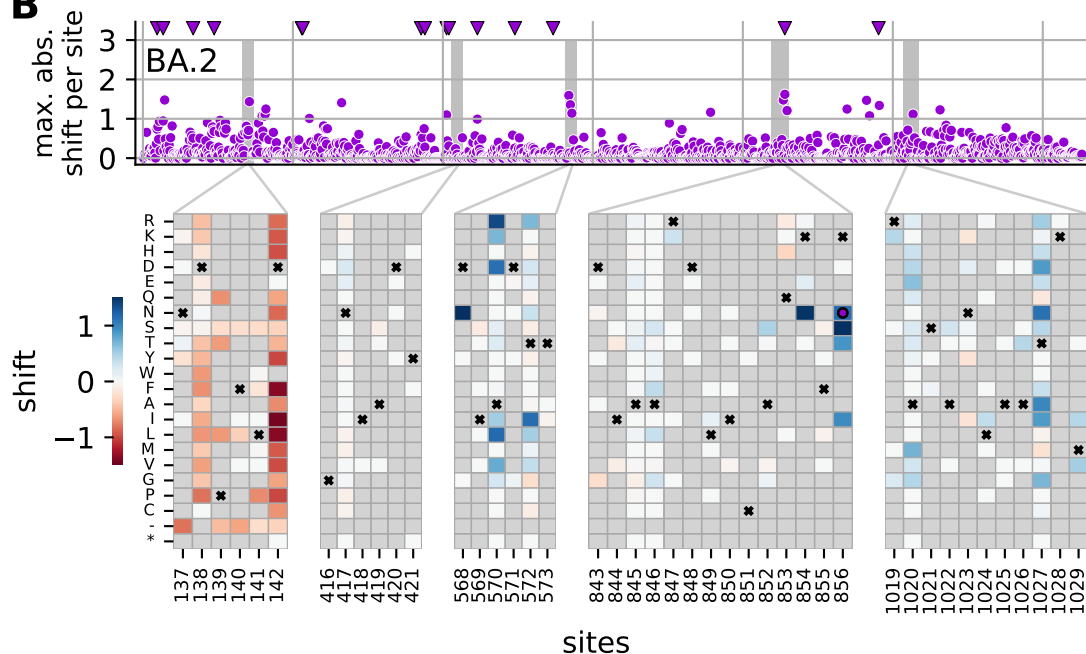 B
max. abs.
shift per site
3
2
1
0
BA.2
R
K
H
D
E
Q
N
S
T
Y
W
F
A
I
L
M
V
G
P
C
-
*
shift
1
0
−1
137 138 139 140 141 142
416 417 418 419 420 421
568 569 570 571 572 573
843 844 845 846 847 848 849 850 851 852 853 854 855 856
1019 1020 1021 1022 1023 1024 1025 1026 1027 1028 1029
sites